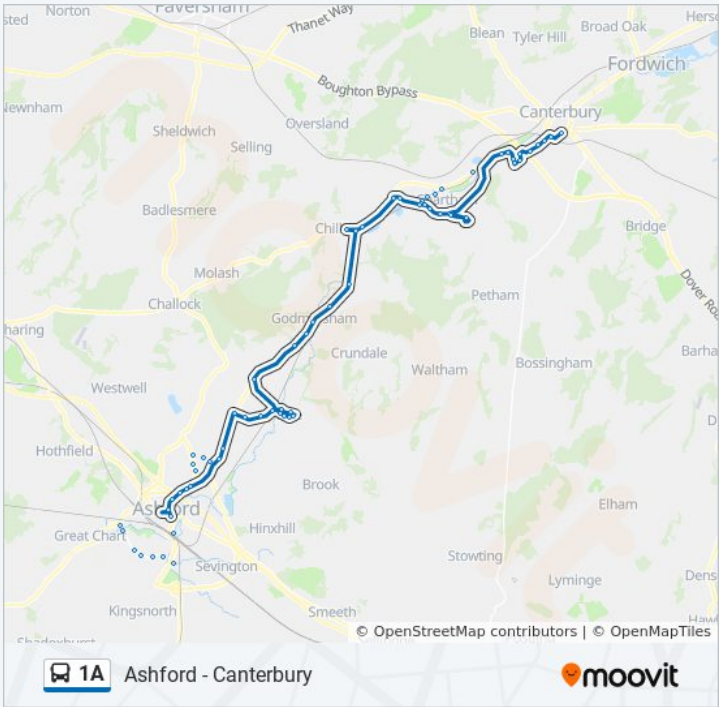 Norton
Faversham
Thanet Way
Blean
Tyler Hill
Broad Oak
Fordwich
Newnham
Boughton Bypass
Canterbury
Sheldwich
Oversland
Selling
Badlesmere
Bridge
Molash
Petham
Dover
Challock
Godmersham
Crundale
Waltham
Bossingham
Westwell
Hothfield
Brook
Ashford
Elham
Great Chart
Hinxhill
Sevington
Stowting
Lyminge
Kingsnorth
Smeeth
© OpenStreetMap contributors | © OpenMapTiles
1A Ashford - Canterbury
moovit